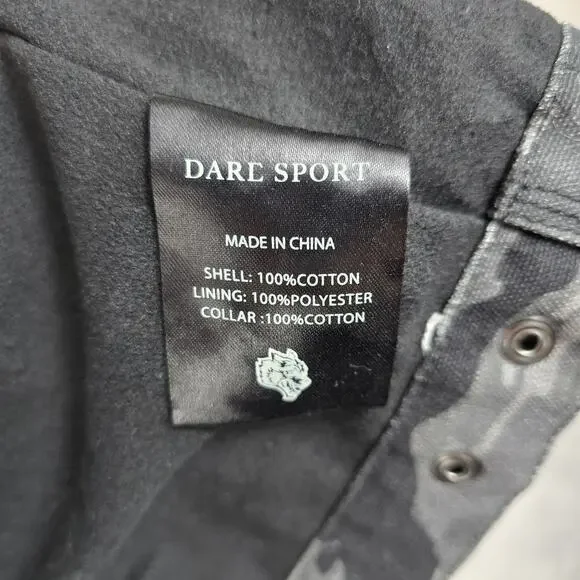 DARE SPORT
MADE IN CHINA
SHELL: 100%COTTON
LINING: 100%POLYESTER
COLLAR :100%COTTON